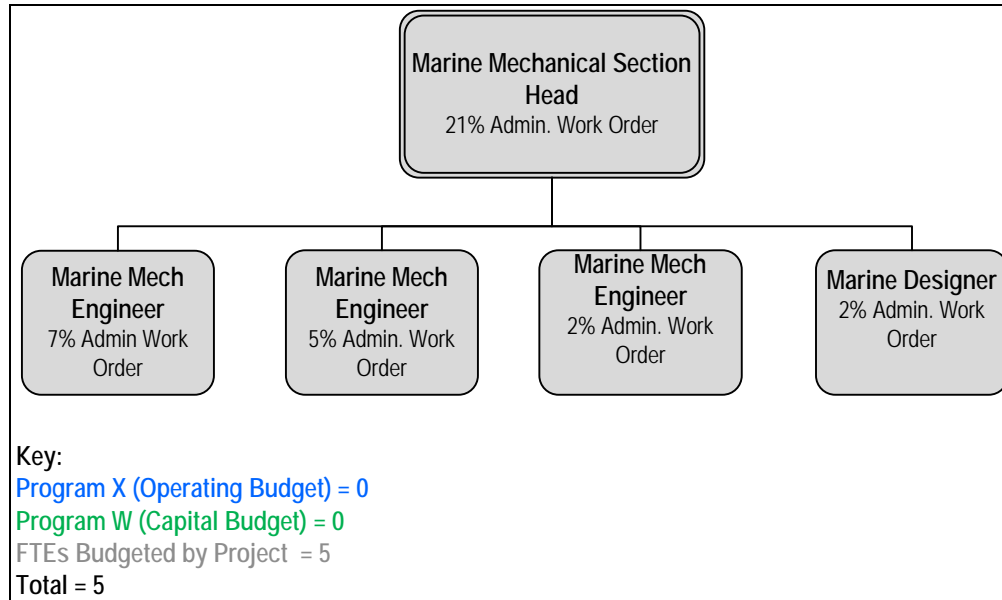 Marine Mechanical Section
Head
21% Admin. Work Order
Marine Mech
Engineer
7% Admin Work
Order
Marine Mech
Engineer
5% Admin. Work
Order
Marine Mech
Engineer
2% Admin. Work
Order
Marine Designer
2% Admin. Work
Order
Key:
Program X (Operating Budget) = 0
Program W (Capital Budget) = 0
FTEs Budgeted by Project = 5
Total = 5